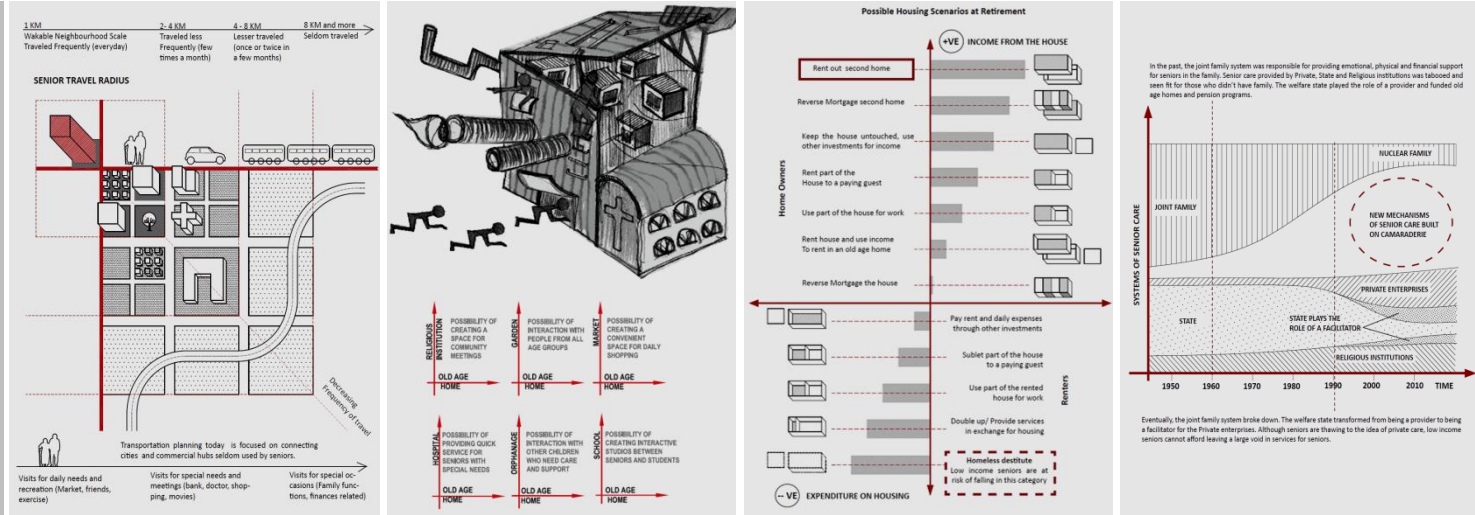 1 KM
Wakable Neighbourhood Scale
Traveled Frequently (everyday)
2- 4 KM
Traveled less
Frequently (few
times a month)
4 - 8 KM
Lesser traveled
(once or twice in
a few months)
8 KM and more
Seldom traveled
SENIOR TRAVEL RADIUS
Decreasing
Frequency of travel
Transportation planning today is focused on connecting
cities and commercial hubs seldom used by seniors.
Visits for daily needs and
recreation (Market, friends,
exercise)
Visits for special needs and
meetings (bank, doctor, shop-
ping, movies)
Visits for special oc-
casions (Family func-
tions, finances related)
RELIGIOUS
INSTITUTION
POSSIBILITY OF
CREATING A
SPACE FOR
COMMUNITY
MEETINGS
OLD AGE
HOME
GARDEN
POSSIBILITY OF
INTERACTION WITH
PEOPLE FROM ALL
AGE GROUPS
OLD AGE
HOME
MARKET
POSSIBILITY OF
CREATING A
CONVENIENT
SPACE FOR DAILY
SHOPPING
OLD AGE
HOME
HOSPITAL
POSSIBILITY OF
PROVIDING QUICK
SERVICE FOR
SENIORS WITH
SPECIAL NEEDS
OLD AGE
HOME
ORPHANAGE
POSSIBILITY OF
INTERACTION WITH
OTHER CHILDREN
WHO NEED CARE
AND SUPPORT
OLD AGE
HOME
SCHOOL
POSSIBILITY OF
CREATING INTERACTIVE
STUDIOS BETWEEN
SENIORS AND STUDENTS
OLD AGE
HOME
Possible Housing Scenarios at Retirement
+VE INCOME FROM THE HOUSE
Home Owners
Rent out second home
Reverse Mortgage second home
Keep the house untouched, use
other investments for income
Rent part of the
House to a paying guest
Use part of the house for work
Rent house and use income
To rent in an old age home
Reverse Mortgage the house
Pay rent and daily expenses
through other investments
Sublet part of the house
to a paying guest
Use part of the rented
house for work
Double up/ Provide services
in exchange for housing
Renters
Homeless destitute
Low income seniors are at
risk of falling in this category
-- VE EXPENDITURE ON HOUSING
In the past, the joint family system was responsible for providing emotional, physical and financial support
for seniors in the family. Senior care provided by Private, State and Religious institutions was tabooed and
seen fit for those who didn't have family. The welfare state played the role of a provider and funded old
age homes and pension programs.
SYSTEMS OF SENIOR CARE
NUCLEAR FAMILY
JOINT FAMILY
NEW MECHANISMS
OF SENIOR CARE BUILT
ON CAMARADERIE
PRIVATE ENTERPRISES
STATE
STATE PLAYS THE
ROLE OF A FACILITATOR
RELIGIOUS INSTITUTIONS
1950 1960 1970 1980 1990 2000 2010 TIME
Eventually, the joint family system broke down. The welfare state transformed from being a provider to being
a facilitator for the Private enterprises. Although seniors are thawing to the idea of private care, low income
seniors cannot afford leaving a large void in services for seniors.